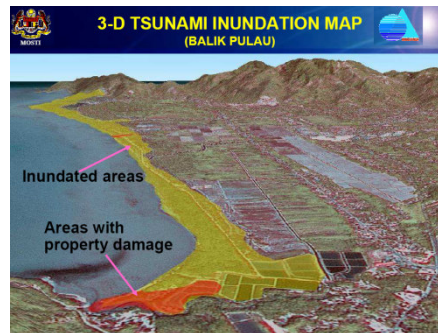 3-D TSUNAMI INUNDATION MAP
(BALIK PULAU)
MOSTI
Inundated areas
Areas with
property damage